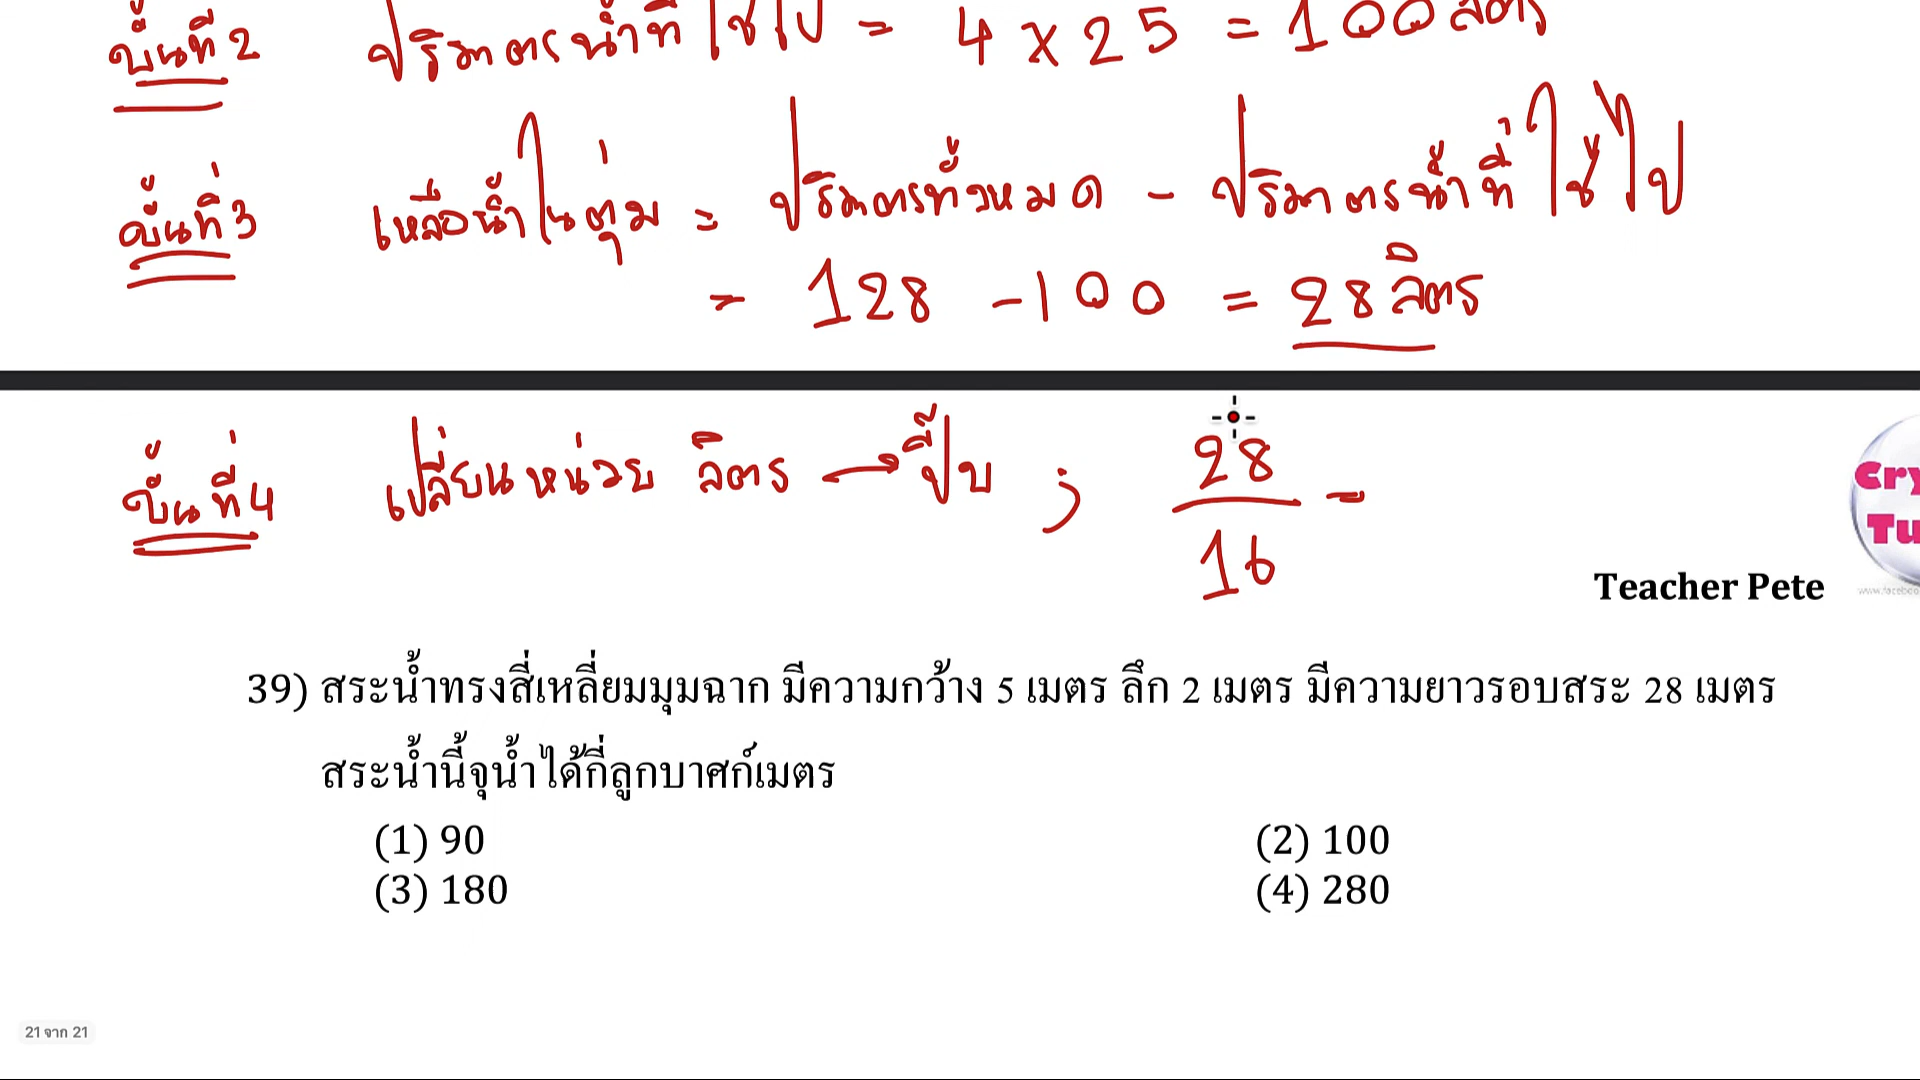 ขั้นที่ 2 ปริมาตรน้ำที่ใช้ไป = 4 x 25 = 100 ลิตร
ขั้นที่ 3 เหลือน้ำในตุ่ม = ปริมาตรทั้งหมด - ปริมาตรน้ำที่ใช้ไป
= 128 - 100 = 28 ลิตร
ขั้นที่ 4 เปลี่ยนหน่วย ลิตร → ปี๊บ ; 28/16 =
Cry
Tu
Teacher Pete
39) สระน้ำทรงสี่เหลี่ยมมุมฉาก มีความกว้าง 5 เมตร ลึก 2 เมตร มีความยาวรอบสระ 28 เมตร
สระน้ำนี้จุน้ำได้กี่ลูกบาศก์เมตร
(1) 90 (2) 100
(3) 180 (4) 280
21 จาก 21